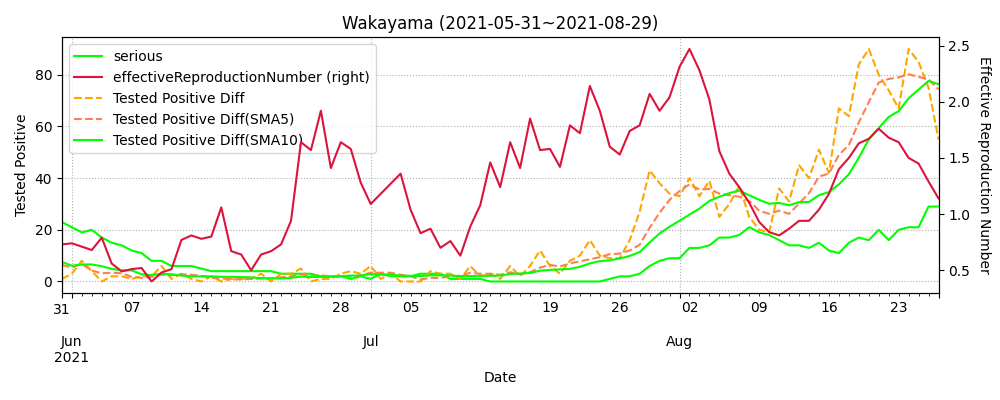 Wakayama (2021-05-31~2021-08-29)
serious
effectiveReproductionNumber (right)
Tested Positive Diff
Tested Positive Diff(SMA5)
Tested Positive Diff(SMA10)
Tested Positive
80
60
40
20
0
2.5
2.0
1.5
1.0
0.5
Effective Reproduction Number
31 07 14 21 28 05 12 19 26 02 09 16 23
Jun Jul Aug
2021
Date